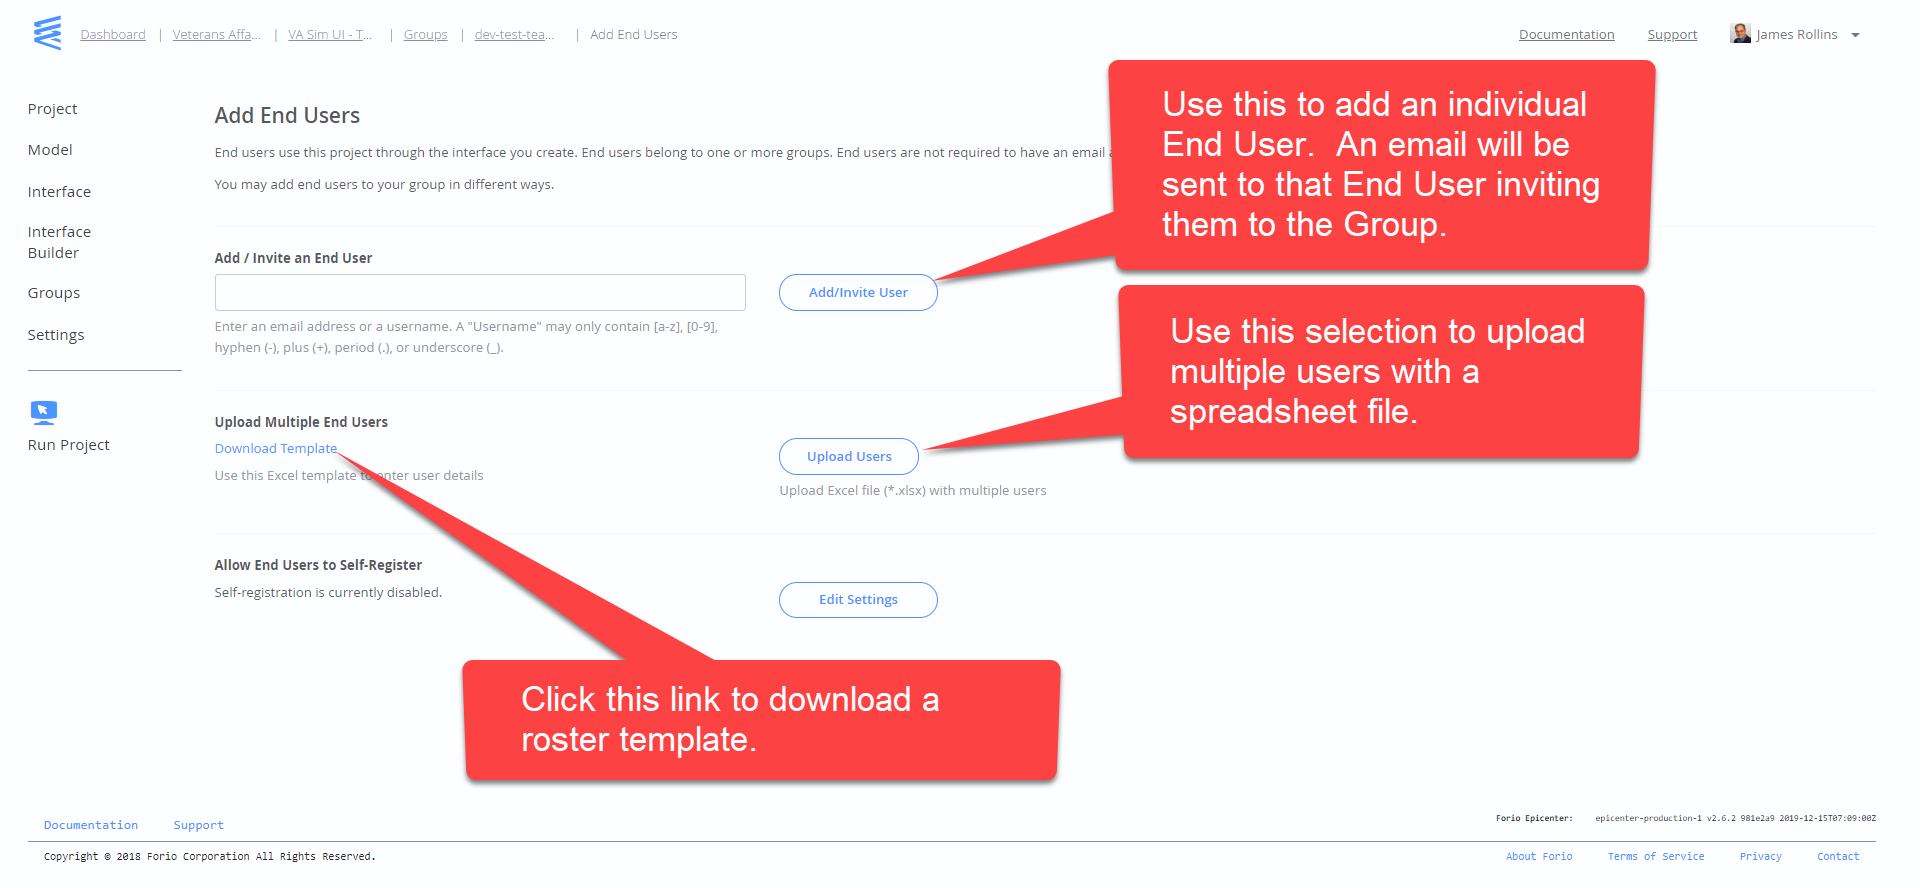 Dashboard | Veterans Affa... | VA Sim UI - T... | Groups | dev-test-tea... | Add End Users
Documentation Support James Rollins
Project
Model
Interface
Interface
Builder
Groups
Settings
Run Project
Add End Users
End users use this project through the interface you create. End users belong to one or more groups. End users are not required to have an email
You may add end users to your group in different ways.
Use this to add an individual
End User.  An email will be
sent to that End User inviting
them to the Group.
Add / Invite an End User
Add/Invite User
Enter an email address or a username. A "Username" may only contain [a-z], [0-9],
hyphen (-), plus (+), period (.), or underscore (_).
Use this selection to upload
multiple users with a
spreadsheet file.
Upload Multiple End Users
Download Template
Use this Excel template to enter user details
Upload Users
Upload Excel file (*.xlsx) with multiple users
Allow End Users to Self-Register
Self-registration is currently disabled.
Edit Settings
Click this link to download a
roster template.
Documentation Support
Forio Epicenter: epicenter-production-1 v2.6.2 981e2a9 2019-12-15T07:09:00Z
Copyright © 2018 Forio Corporation All Rights Reserved.
About Forio Terms of Service Privacy Contact